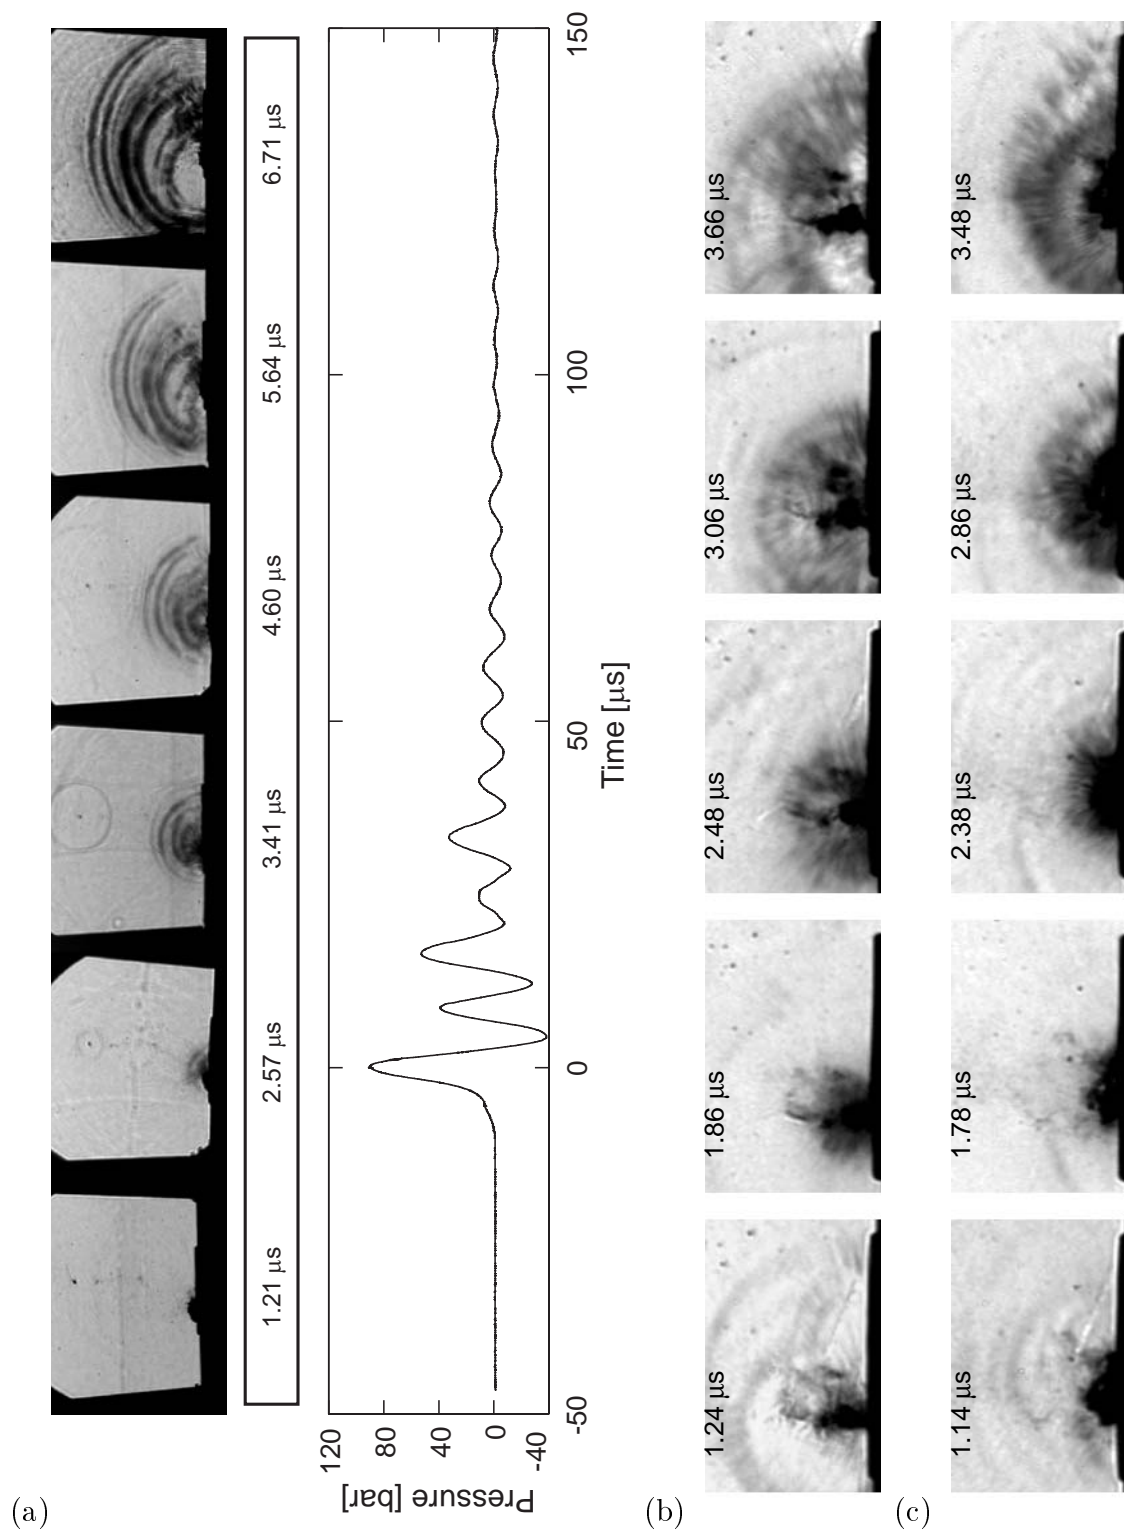 (a)
1.21 μs
2.57 μs
3.41 μs
4.60 μs
5.64 μs
6.71 μs
120
80
40
0
-40
Pressure [bar]
-50
0
50
100
150
Time [μs]
(b)
1.24 μs
1.86 μs
2.48 μs
3.06 μs
3.66 μs
(c)
1.14 μs
1.78 μs
2.38 μs
2.86 μs
3.48 μs